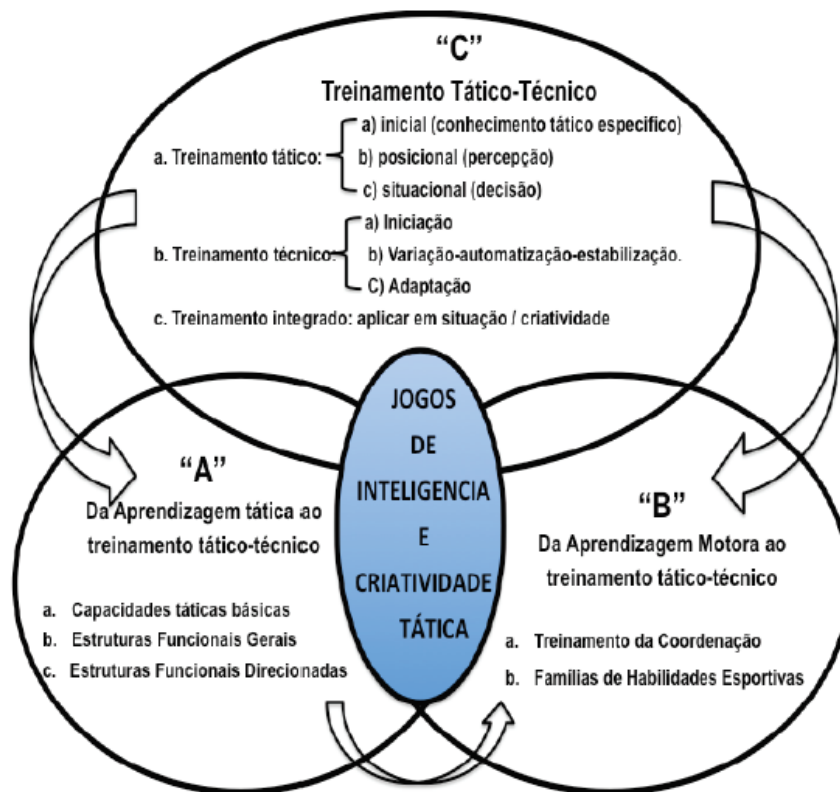 “C”
Treinamento Tático-Técnico
a. Treinamento tático:
a) inicial (conhecimento tático especifico)
b) posicional (percepção)
c) situacional (decisão)
b. Treinamento técnico:
a) Iniciação
b) Variação-automatização-estabilização.
C) Adaptação
c. Treinamento integrado: aplicar em situação / criatividade
JOGOS
DE
INTELIGENCIA
E
CRIATIVIDADE
TÁTICA
“A”
Da Aprendizagem tática ao
treinamento tático-técnico
a. Capacidades táticas básicas
b. Estruturas Funcionais Gerais
c. Estruturas Funcionais Direcionadas
“B”
Da Aprendizagem Motora ao
treinamento tático-técnico
a. Treinamento da Coordenação
b. Famílias de Habilidades Esportivas